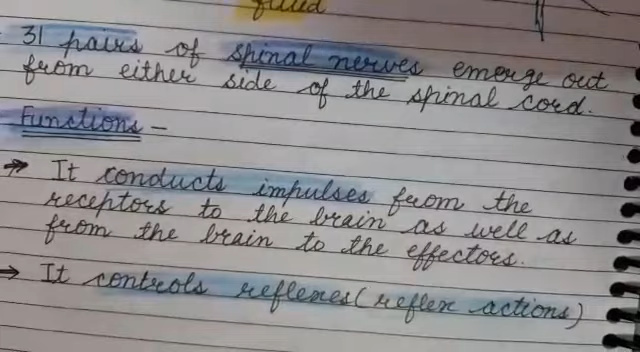 filled
31 pairs of spinal nerves emerge out
from either side of the spinal cord.
Functions -
→ It conducts impulses from the
receptors to the brain as well as
from the brain to the effectors.
→ It controls reflexes (reflex actions)